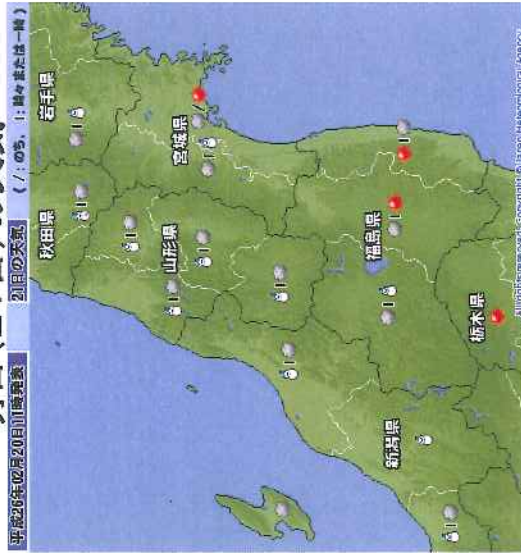 平成26年02月20日11時発表
21日の天気
( / : のち、 | : 時々または一時 )
秋田県
岩手県
山形県
宮城県
新潟県
福島県
栃木県